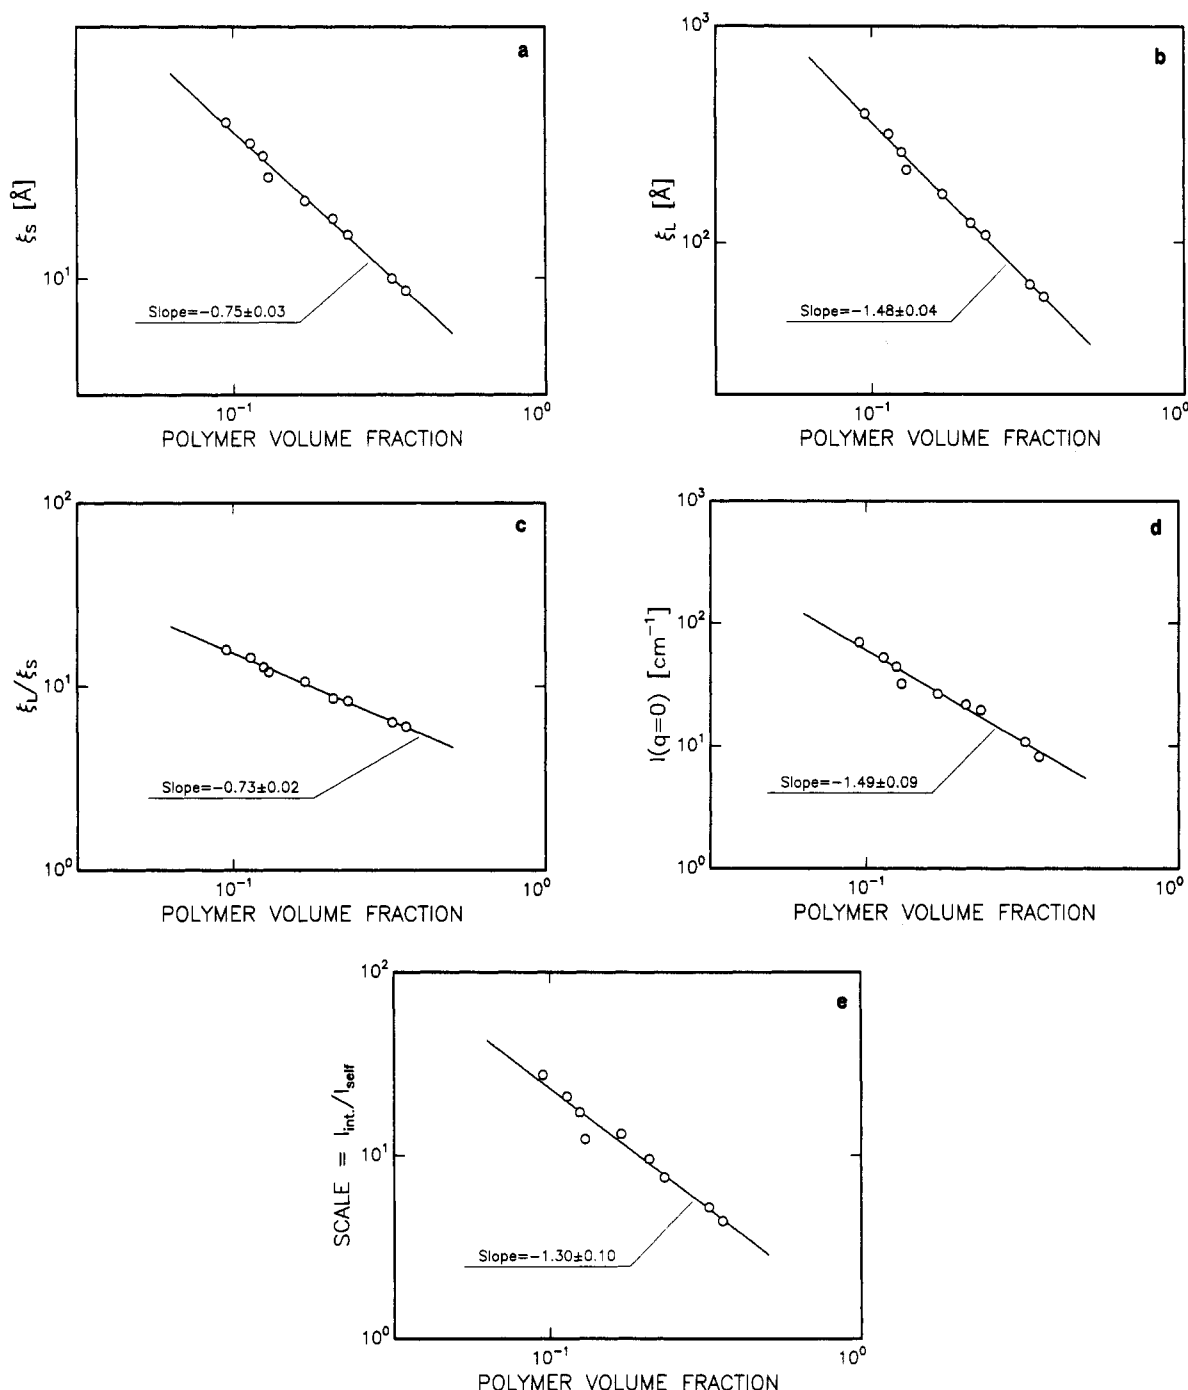 a
ξS [Å]
10¹
Slope=−0.75±0.03
10⁻¹
10⁰
POLYMER VOLUME FRACTION
b
10³
ξL [Å]
10²
Slope=−1.48±0.04
10⁻¹
10⁰
POLYMER VOLUME FRACTION
c
10²
ξL/ξS
10¹
Slope=−0.73±0.02
10⁰
10⁻¹
10⁰
POLYMER VOLUME FRACTION
d
10³
I(q=0) [cm⁻¹]
10²
10¹
Slope=−1.49±0.09
10⁰
10⁻¹
10⁰
POLYMER VOLUME FRACTION
e
10²
SCALE = Iint./Iself
10¹
Slope=−1.30±0.10
10⁰
10⁻¹
10⁰
POLYMER VOLUME FRACTION